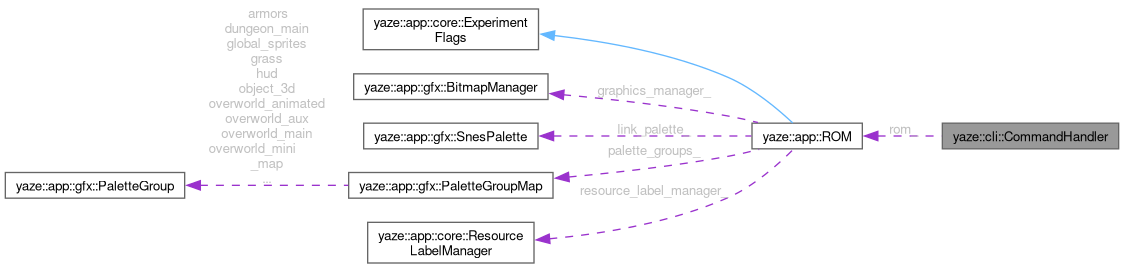 armors
dungeon_main
global_sprites
grass
hud
object_3d
overworld_animated
overworld_aux
overworld_main
overworld_mini
_map
...
yaze::app::gfx::PaletteGroup
yaze::app::core::Experiment
Flags
yaze::app::gfx::BitmapManager
yaze::app::gfx::SnesPalette
yaze::app::gfx::PaletteGroupMap
yaze::app::core::Resource
LabelManager
graphics_manager_
link_palette_
palette_groups_
resource_label_manager_
yaze::app::ROM
rom
yaze::cli::CommandHandler